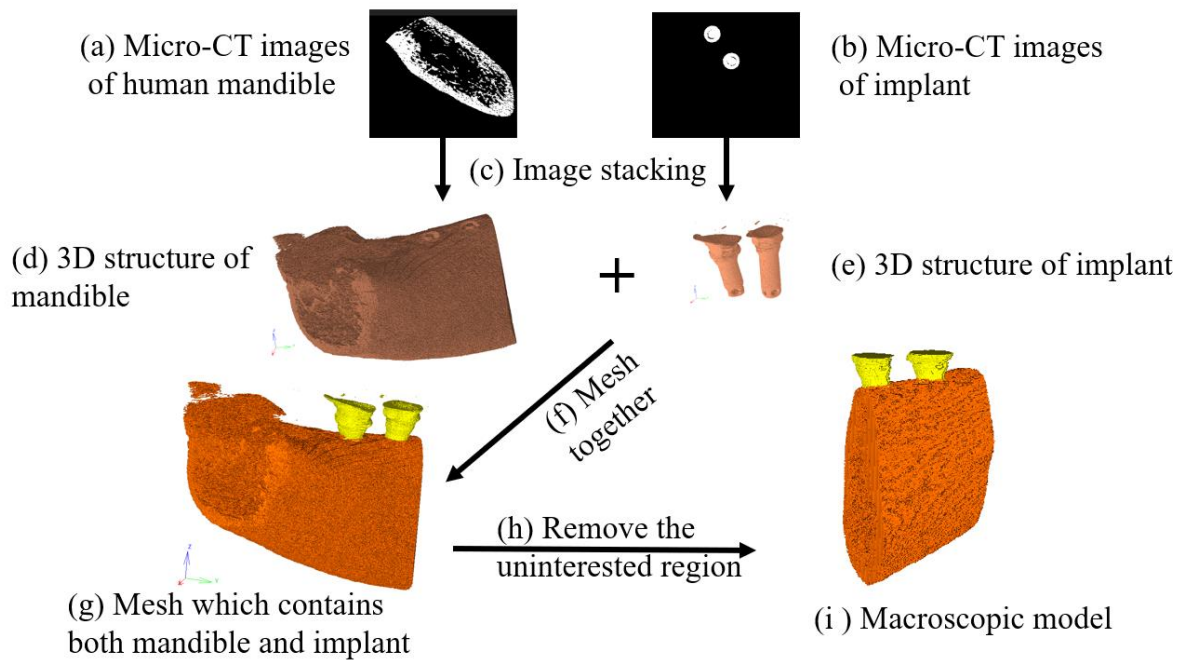 (a) Micro-CT images
of human mandible
(b) Micro-CT images
of implant
(c) Image stacking
(d) 3D structure of
mandible
+
(e) 3D structure of implant
(f) Mesh
together
(g) Mesh which contains
both mandible and implant
(h) Remove the
uninterested region
(i ) Macroscopic model